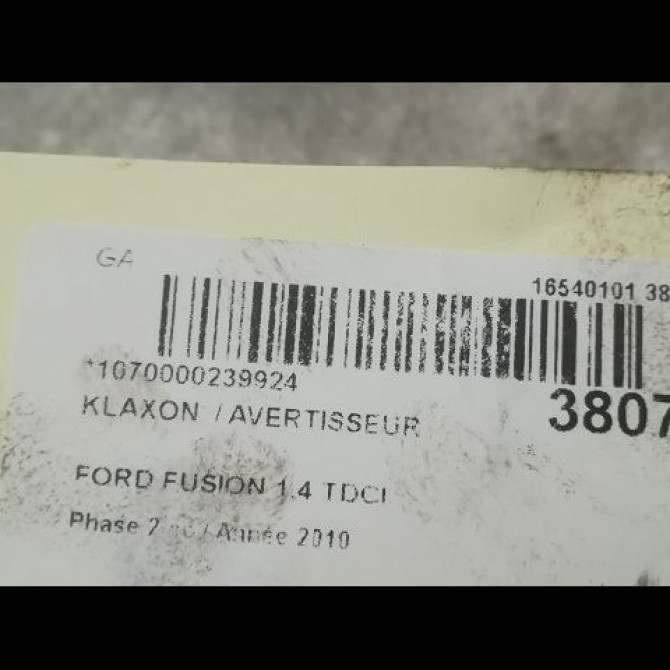 GA
16540101 38
*1070000239924
3807
KLAXON / AVERTISSEUR
FORD FUSION 1.4 TDCI
Phase 2 / Année 2010